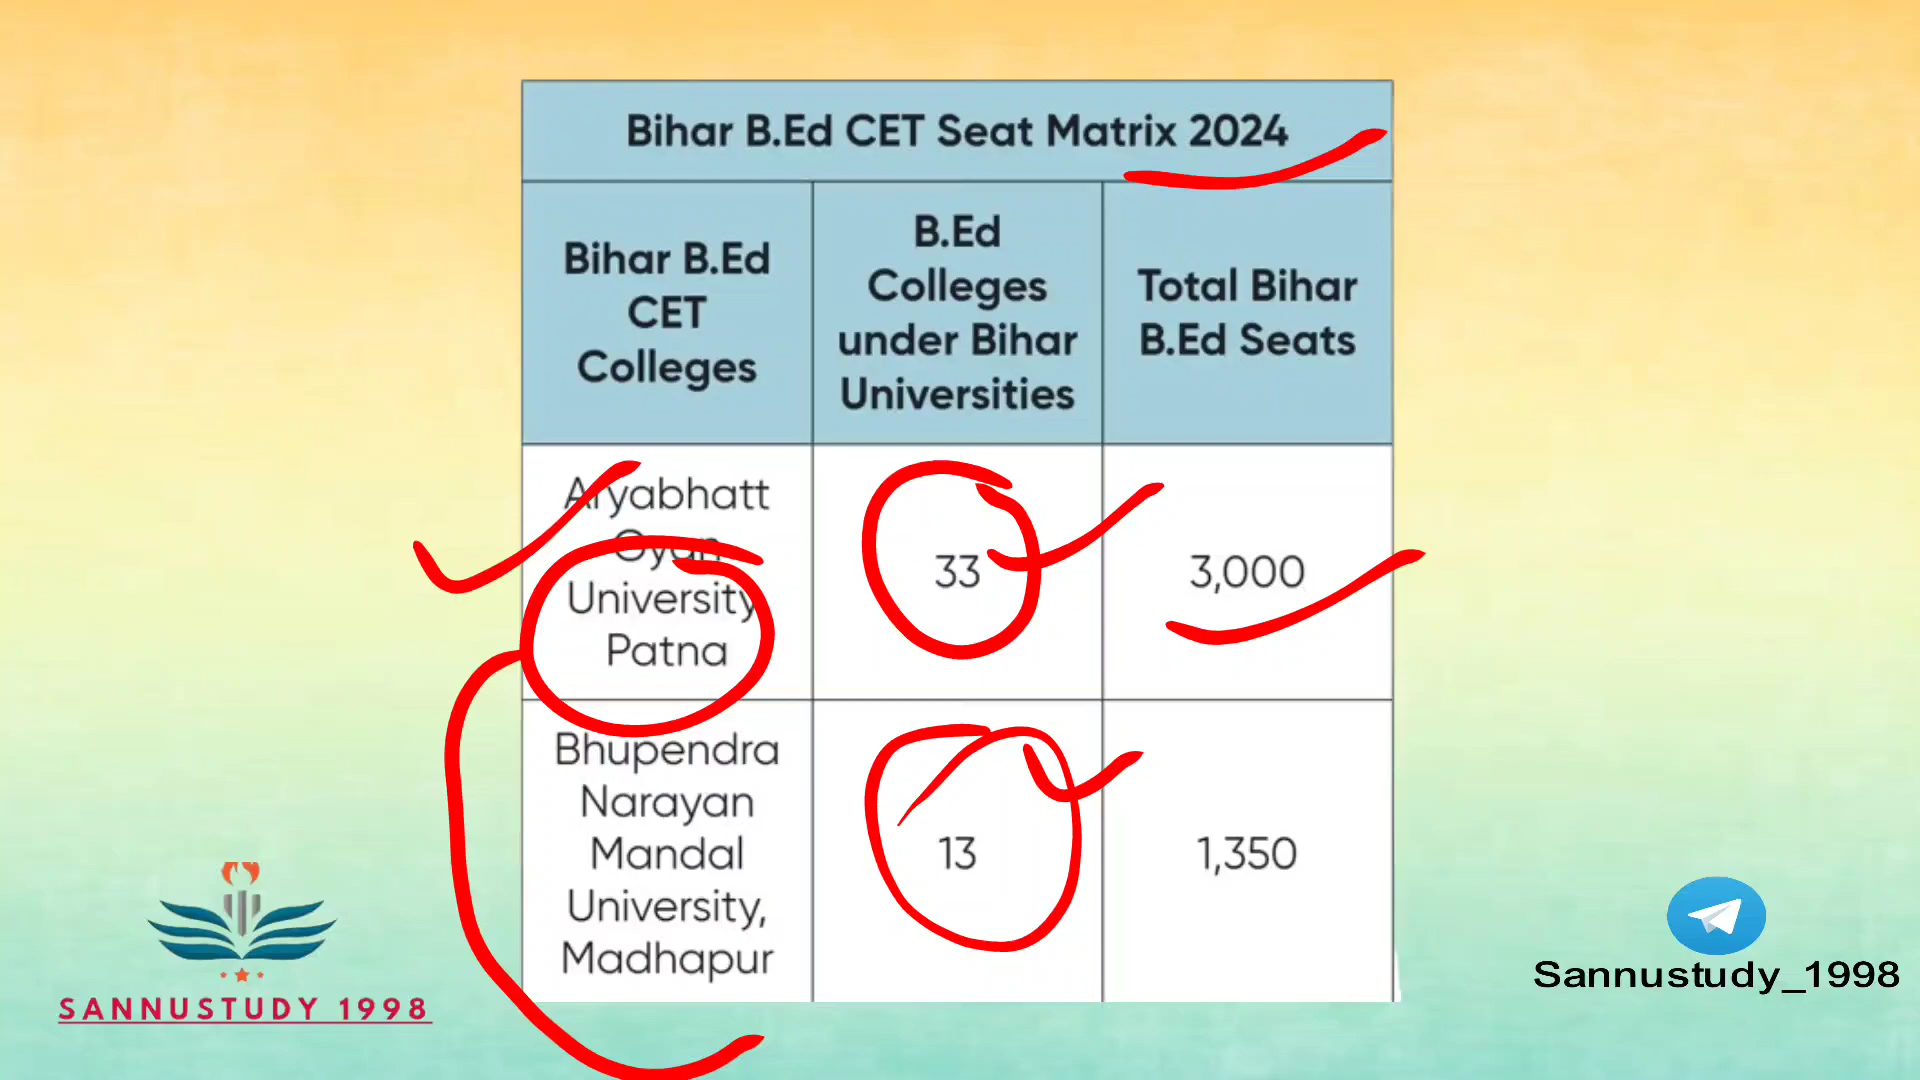 Bihar B.Ed CET Seat Matrix 2024
Bihar B.Ed
CET
Colleges
B.Ed
Colleges
under Bihar
Universities
Total Bihar
B.Ed Seats
Aryabhatt
Gyan
University
Patna
33
3,000
Bhupendra
Narayan
Mandal
University,
Madhapur
13
1,350
SANNUSTUDY 1998
Sannustudy_1998